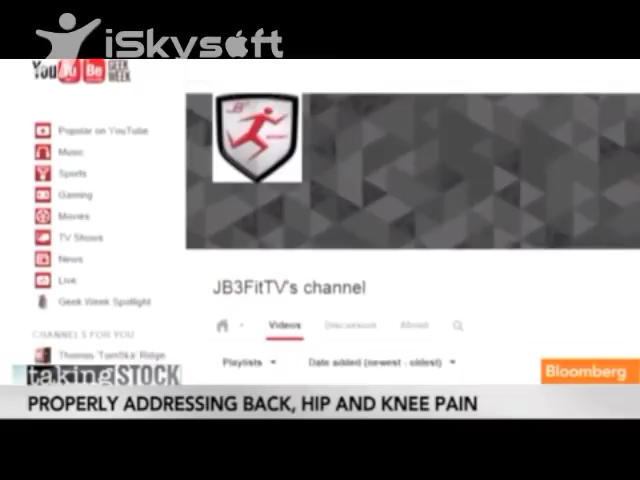 iSkysoft
YouTube GEEK WEEK
Popular on YouTube
Music
Sports
Gaming
Movies
TV Shows
News
Live
Geek Week Spotlight
CHANNELS FOR YOU
Thomas 'TomSka' Ridge
JB3
JB3FitTV's channel
Videos
Discussion
About
Playlists
Date added (newest - oldest)
taking STOCK
Bloomberg
PROPERLY ADDRESSING BACK, HIP AND KNEE PAIN